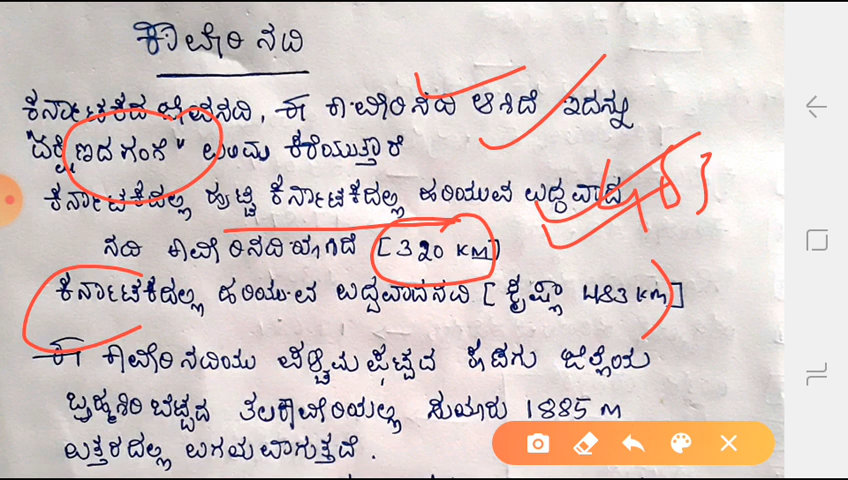 ಕಾವೇರಿ ನದಿ
ಕರ್ನಾಟಕದ ಜೀವನದಿ, ಈ ಕಾವೇರಿ ನದಿ ಆಗಿದೆ ಇದನ್ನು
"ದಕ್ಷಿಣದ ಗಂಗೆ" ಎಂದು ಕರೆಯುತ್ತಾರೆ
ಕರ್ನಾಟಕದಲ್ಲಿ ಹುಟ್ಟಿ ಕರ್ನಾಟಕದಲ್ಲಿ ಹರಿಯುವ ಉದ್ದವಾದ 483
ನದಿ ಕಾವೇರಿ ನದಿಯಾಗಿದೆ [320 KM]
ಕರ್ನಾಟಕದಲ್ಲಿ ಹರಿಯುವ ಉದ್ದವಾದ ನದಿ [ಕೃಷ್ಣಾ 483 KM]
ಈ ಕಾವೇರಿ ನದಿಯು ಪಶ್ಚಿಮ ಘಟ್ಟದ ಕೊಡಗು ಜಿಲ್ಲೆಯ
ಬ್ರಹ್ಮಗಿರಿ ಬೆಟ್ಟದ ತಲಕಾವೇರಿಯಲ್ಲಿ ಸುಮಾರು 1885 m
ಎತ್ತರದಲ್ಲಿ ಉಗಮವಾಗುತ್ತದೆ.